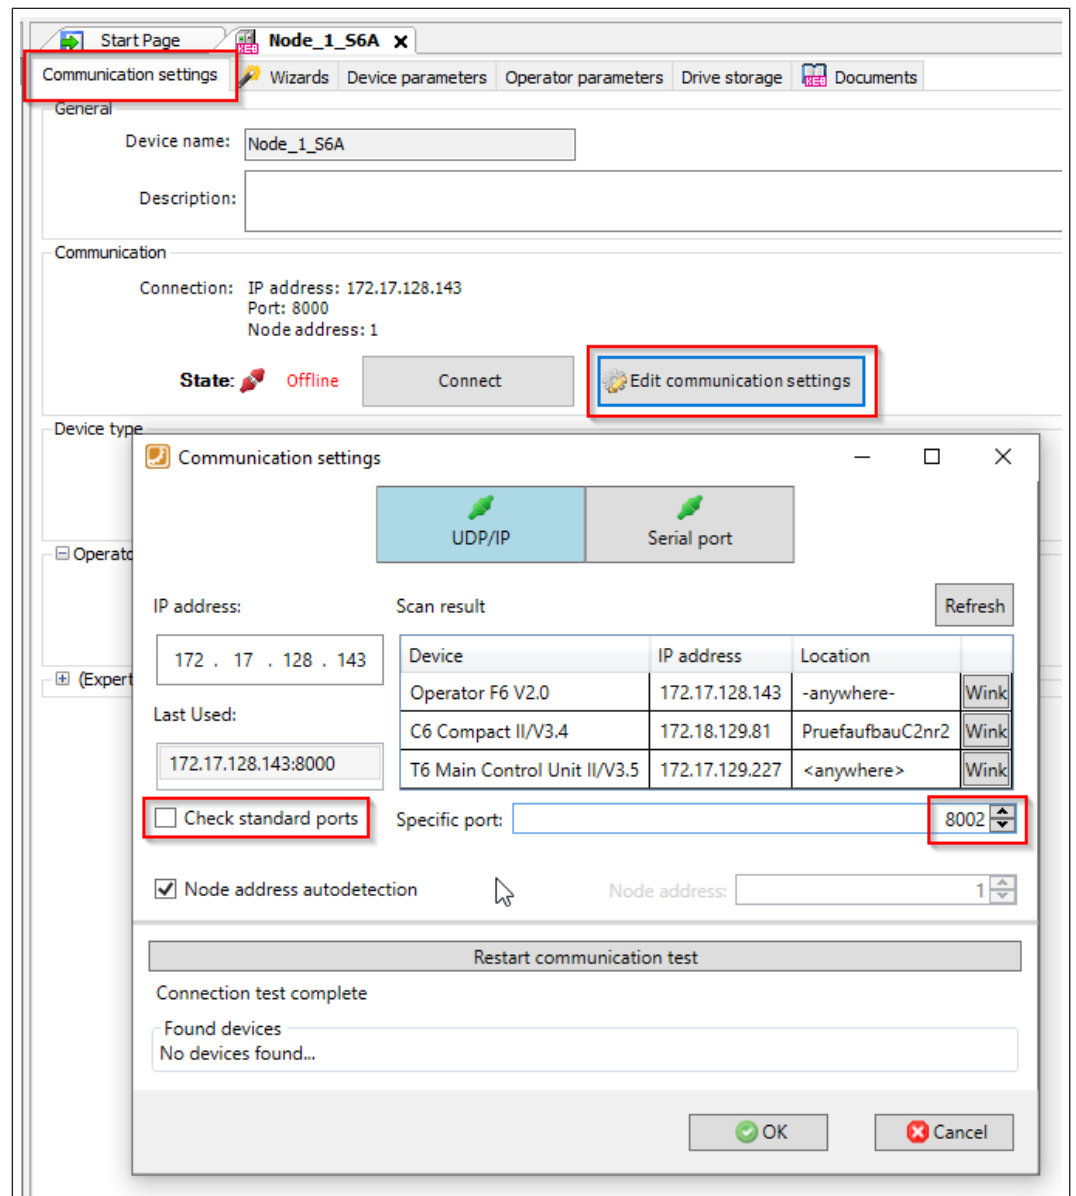 Start Page Node_1_S6A x
Communication settings Wizards Device parameters Operator parameters Drive storage KEB Documents
General
Device name: Node_1_S6A
Description:
Communication
Connection: IP address: 172.17.128.143
Port: 8000
Node address: 1
State: Offline Connect Edit communication settings
Device type
Communication settings
UDP/IP Serial port
Operato
IP address: Scan result Refresh
172 . 17 . 128 . 143 Device IP address Location
(Expert Operator F6 V2.0 172.17.128.143 -anywhere- Wink
Last Used: C6 Compact II/V3.4 172.18.129.81 PruefaufbauC2nr2 Wink
172.17.128.143:8000 T6 Main Control Unit II/V3.5 172.17.129.227 <anywhere> Wink
Check standard ports Specific port: 8002
Node address autodetection Node address: 1
Restart communication test
Connection test complete
Found devices
No devices found...
OK Cancel